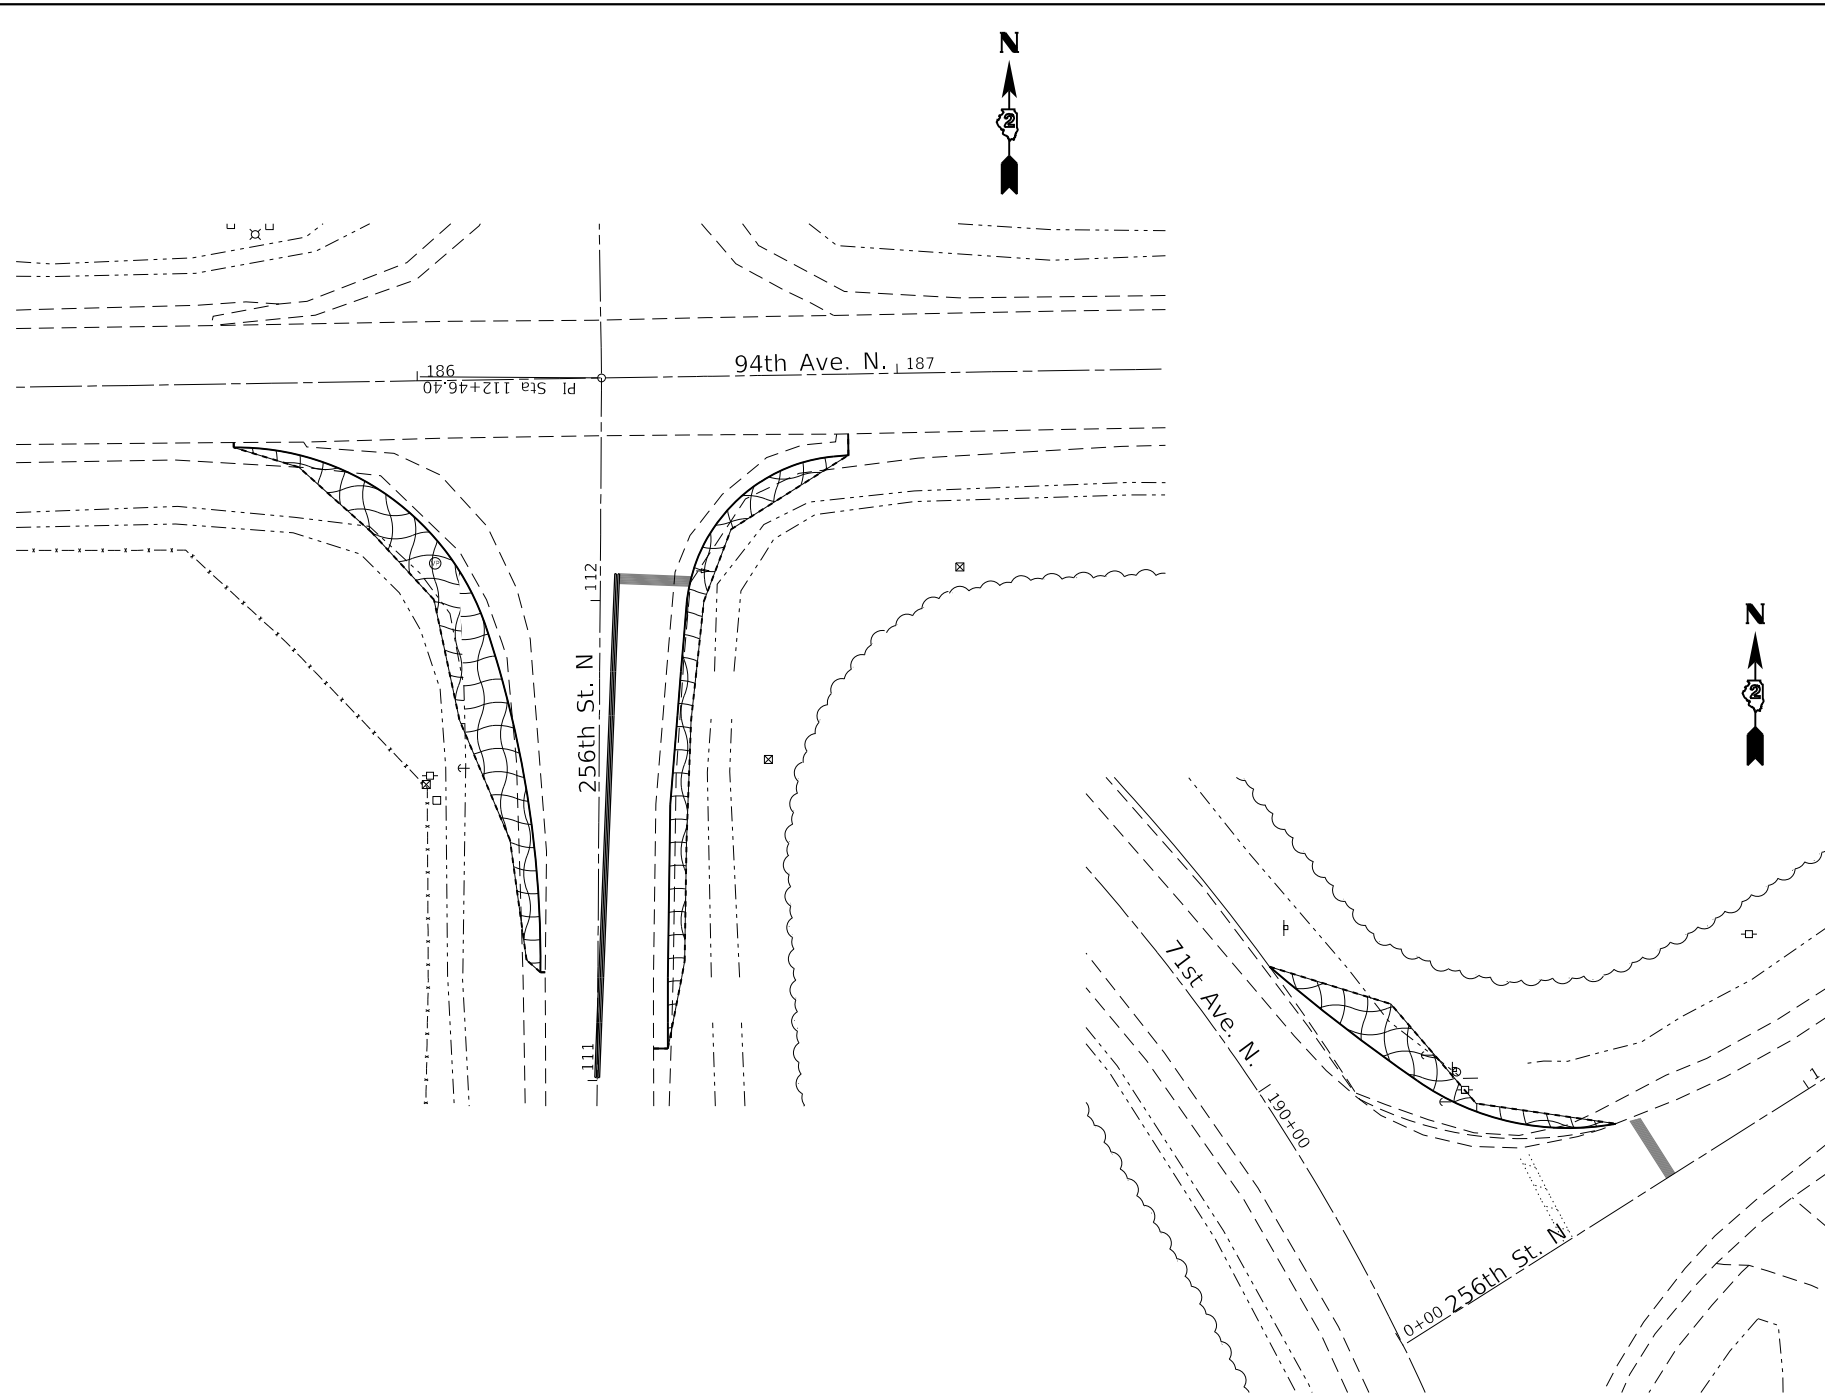 N
2
94th Ave. N.
186
187
PI Sta 112+46.40
112
256th St. N
111
N
2
71st Ave. N.
190+00
1
0+00
256th St. N